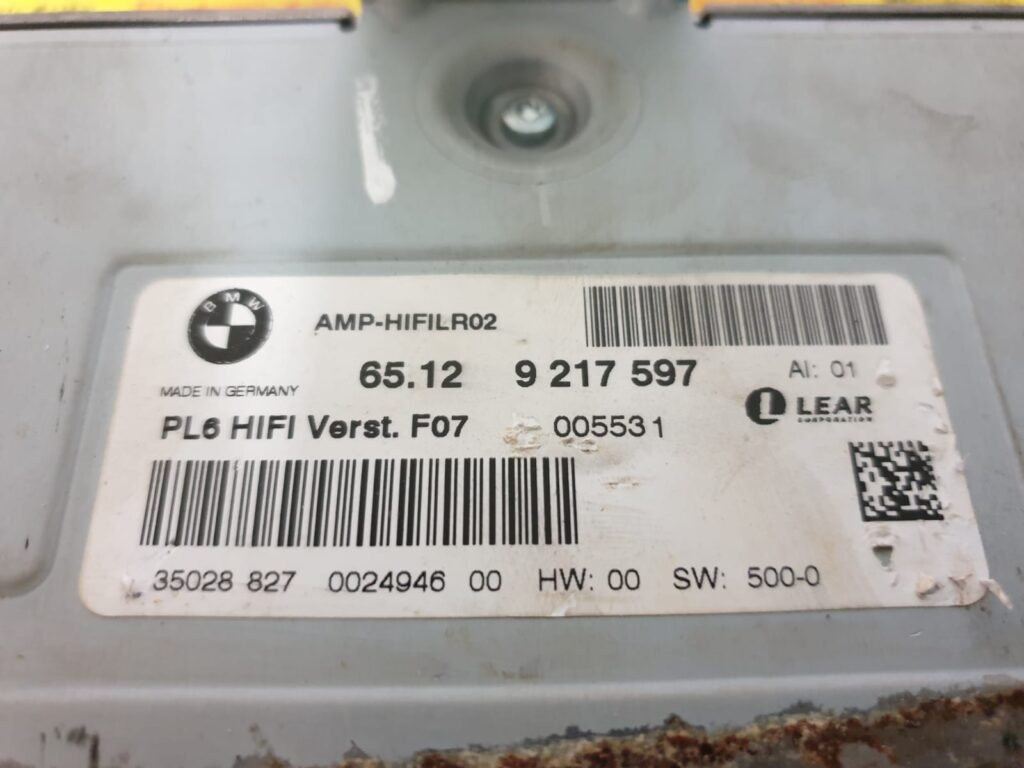 BMW
AMP-HIFILR02
65.12 9 217 597 AI: 01
MADE IN GERMANY
LEAR
CORPORATION
PL6 HIFI Verst. F07 005531
35028 827 0024946 00 HW: 00 SW: 500-0